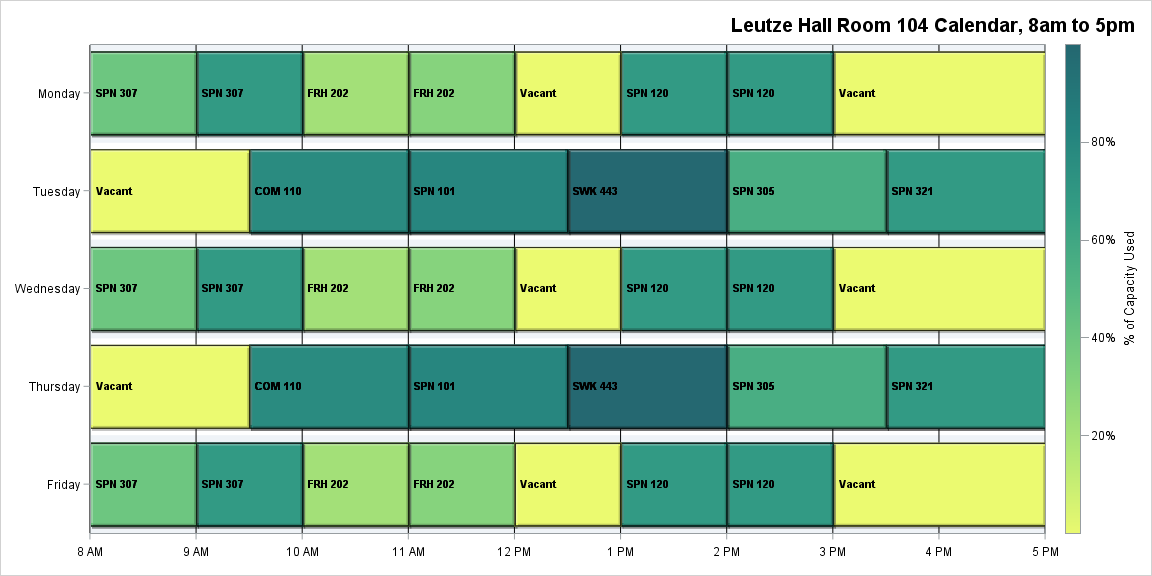 Leutze Hall Room 104 Calendar, 8am to 5pm
Monday
SPN 307
SPN 307
FRH 202
FRH 202
Vacant
SPN 120
SPN 120
Vacant
Tuesday
Vacant
COM 110
SPN 101
SWK 443
SPN 305
SPN 321
Wednesday
SPN 307
SPN 307
FRH 202
FRH 202
Vacant
SPN 120
SPN 120
Vacant
Thursday
Vacant
COM 110
SPN 101
SWK 443
SPN 305
SPN 321
Friday
SPN 307
SPN 307
FRH 202
FRH 202
Vacant
SPN 120
SPN 120
Vacant
8 AM
9 AM
10 AM
11 AM
12 PM
1 PM
2 PM
3 PM
4 PM
5 PM
80%
60%
40%
20%
% of Capacity Used